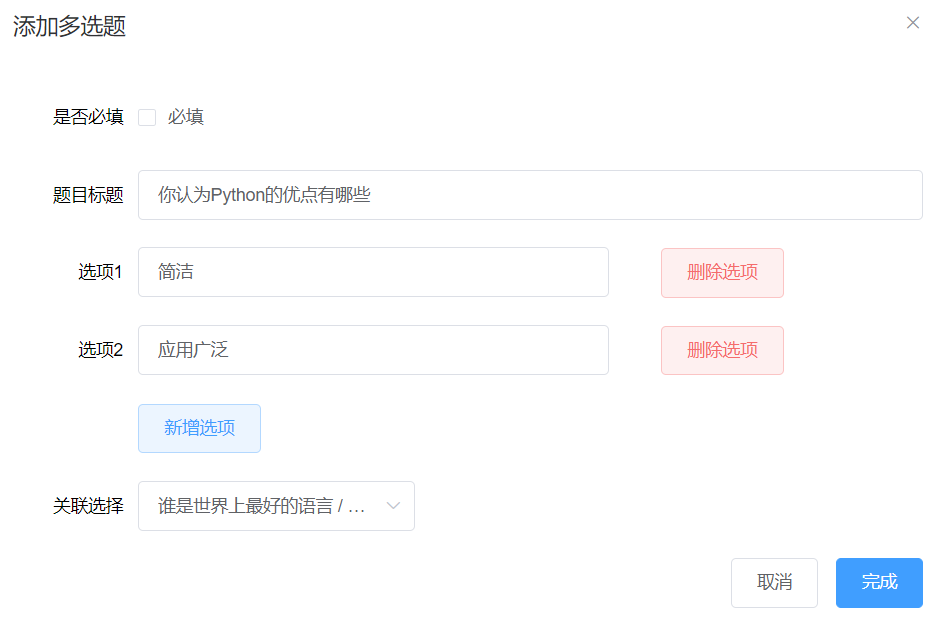 添加多选题
是否必填 必填
题目标题 你认为Python的优点有哪些
选项1 简洁 删除选项
选项2 应用广泛 删除选项
新增选项
关联选择 谁是世界上最好的语言 / ...
取消 完成